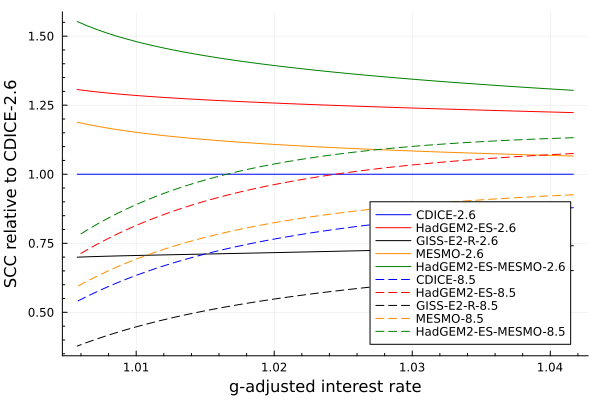 SCC relative to CDICE-2.6
1.50
1.25
1.00
0.75
0.50
CDICE-2.6
HadGEM2-ES-2.6
GISS-E2-R-2.6
MESMO-2.6
HadGEM2-ES-MESMO-2.6
CDICE-8.5
HadGEM2-ES-8.5
GISS-E2-R-8.5
MESMO-8.5
HadGEM2-ES-MESMO-8.5
1.01 1.02 1.03 1.04
g-adjusted interest rate